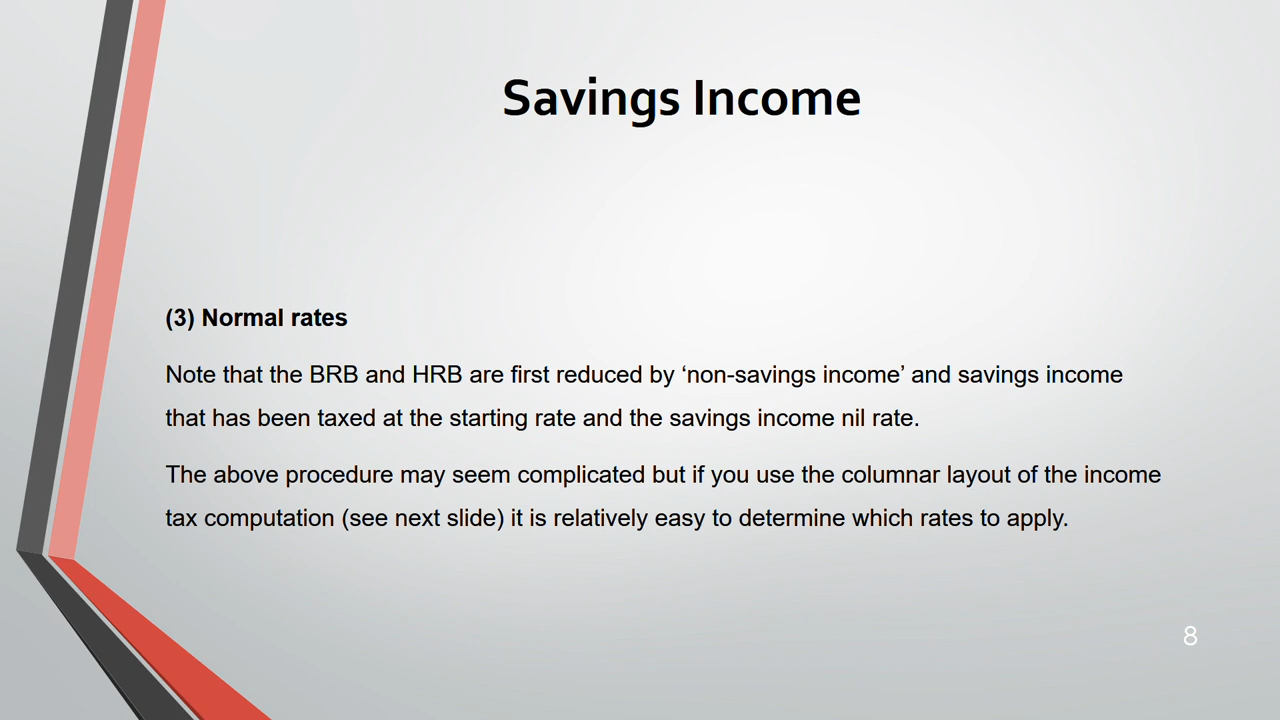 Savings Income
(3) Normal rates
Note that the BRB and HRB are first reduced by ‘non-savings income’ and savings income
that has been taxed at the starting rate and the savings income nil rate.
The above procedure may seem complicated but if you use the columnar layout of the income
tax computation (see next slide) it is relatively easy to determine which rates to apply.
8